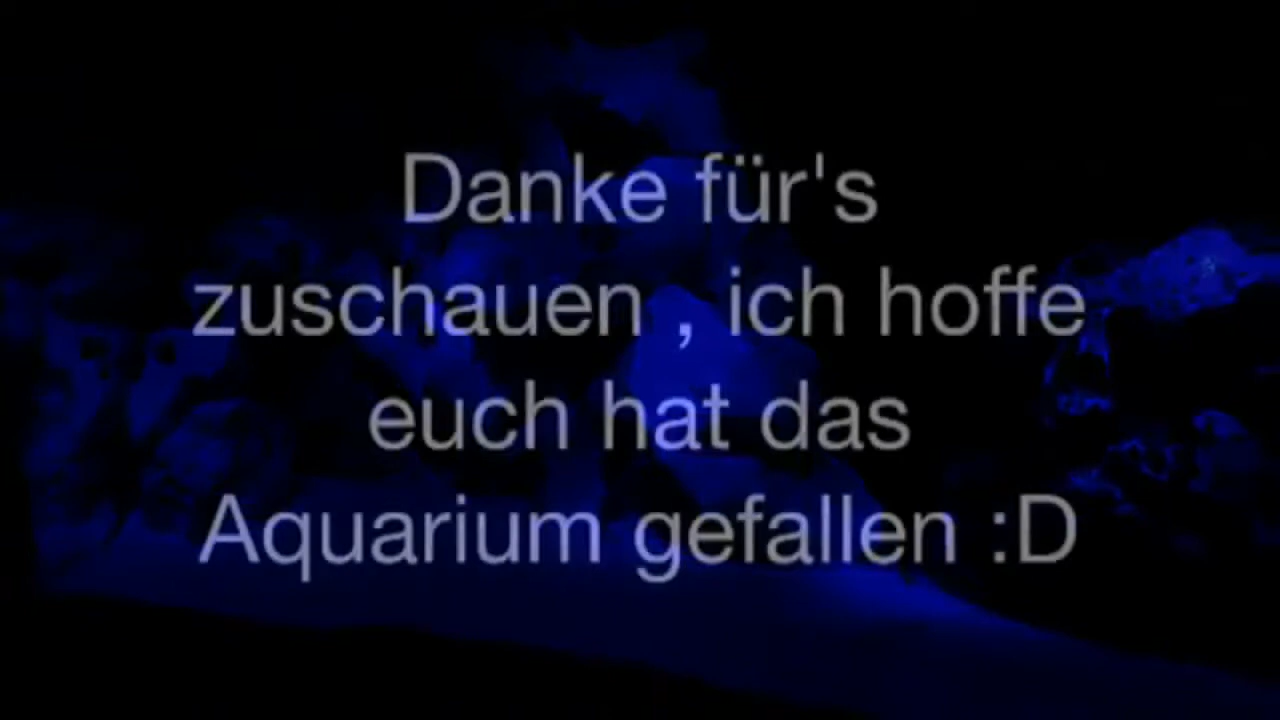 Danke für's
zuschauen , ich hoffe
euch hat das
Aquarium gefallen :D